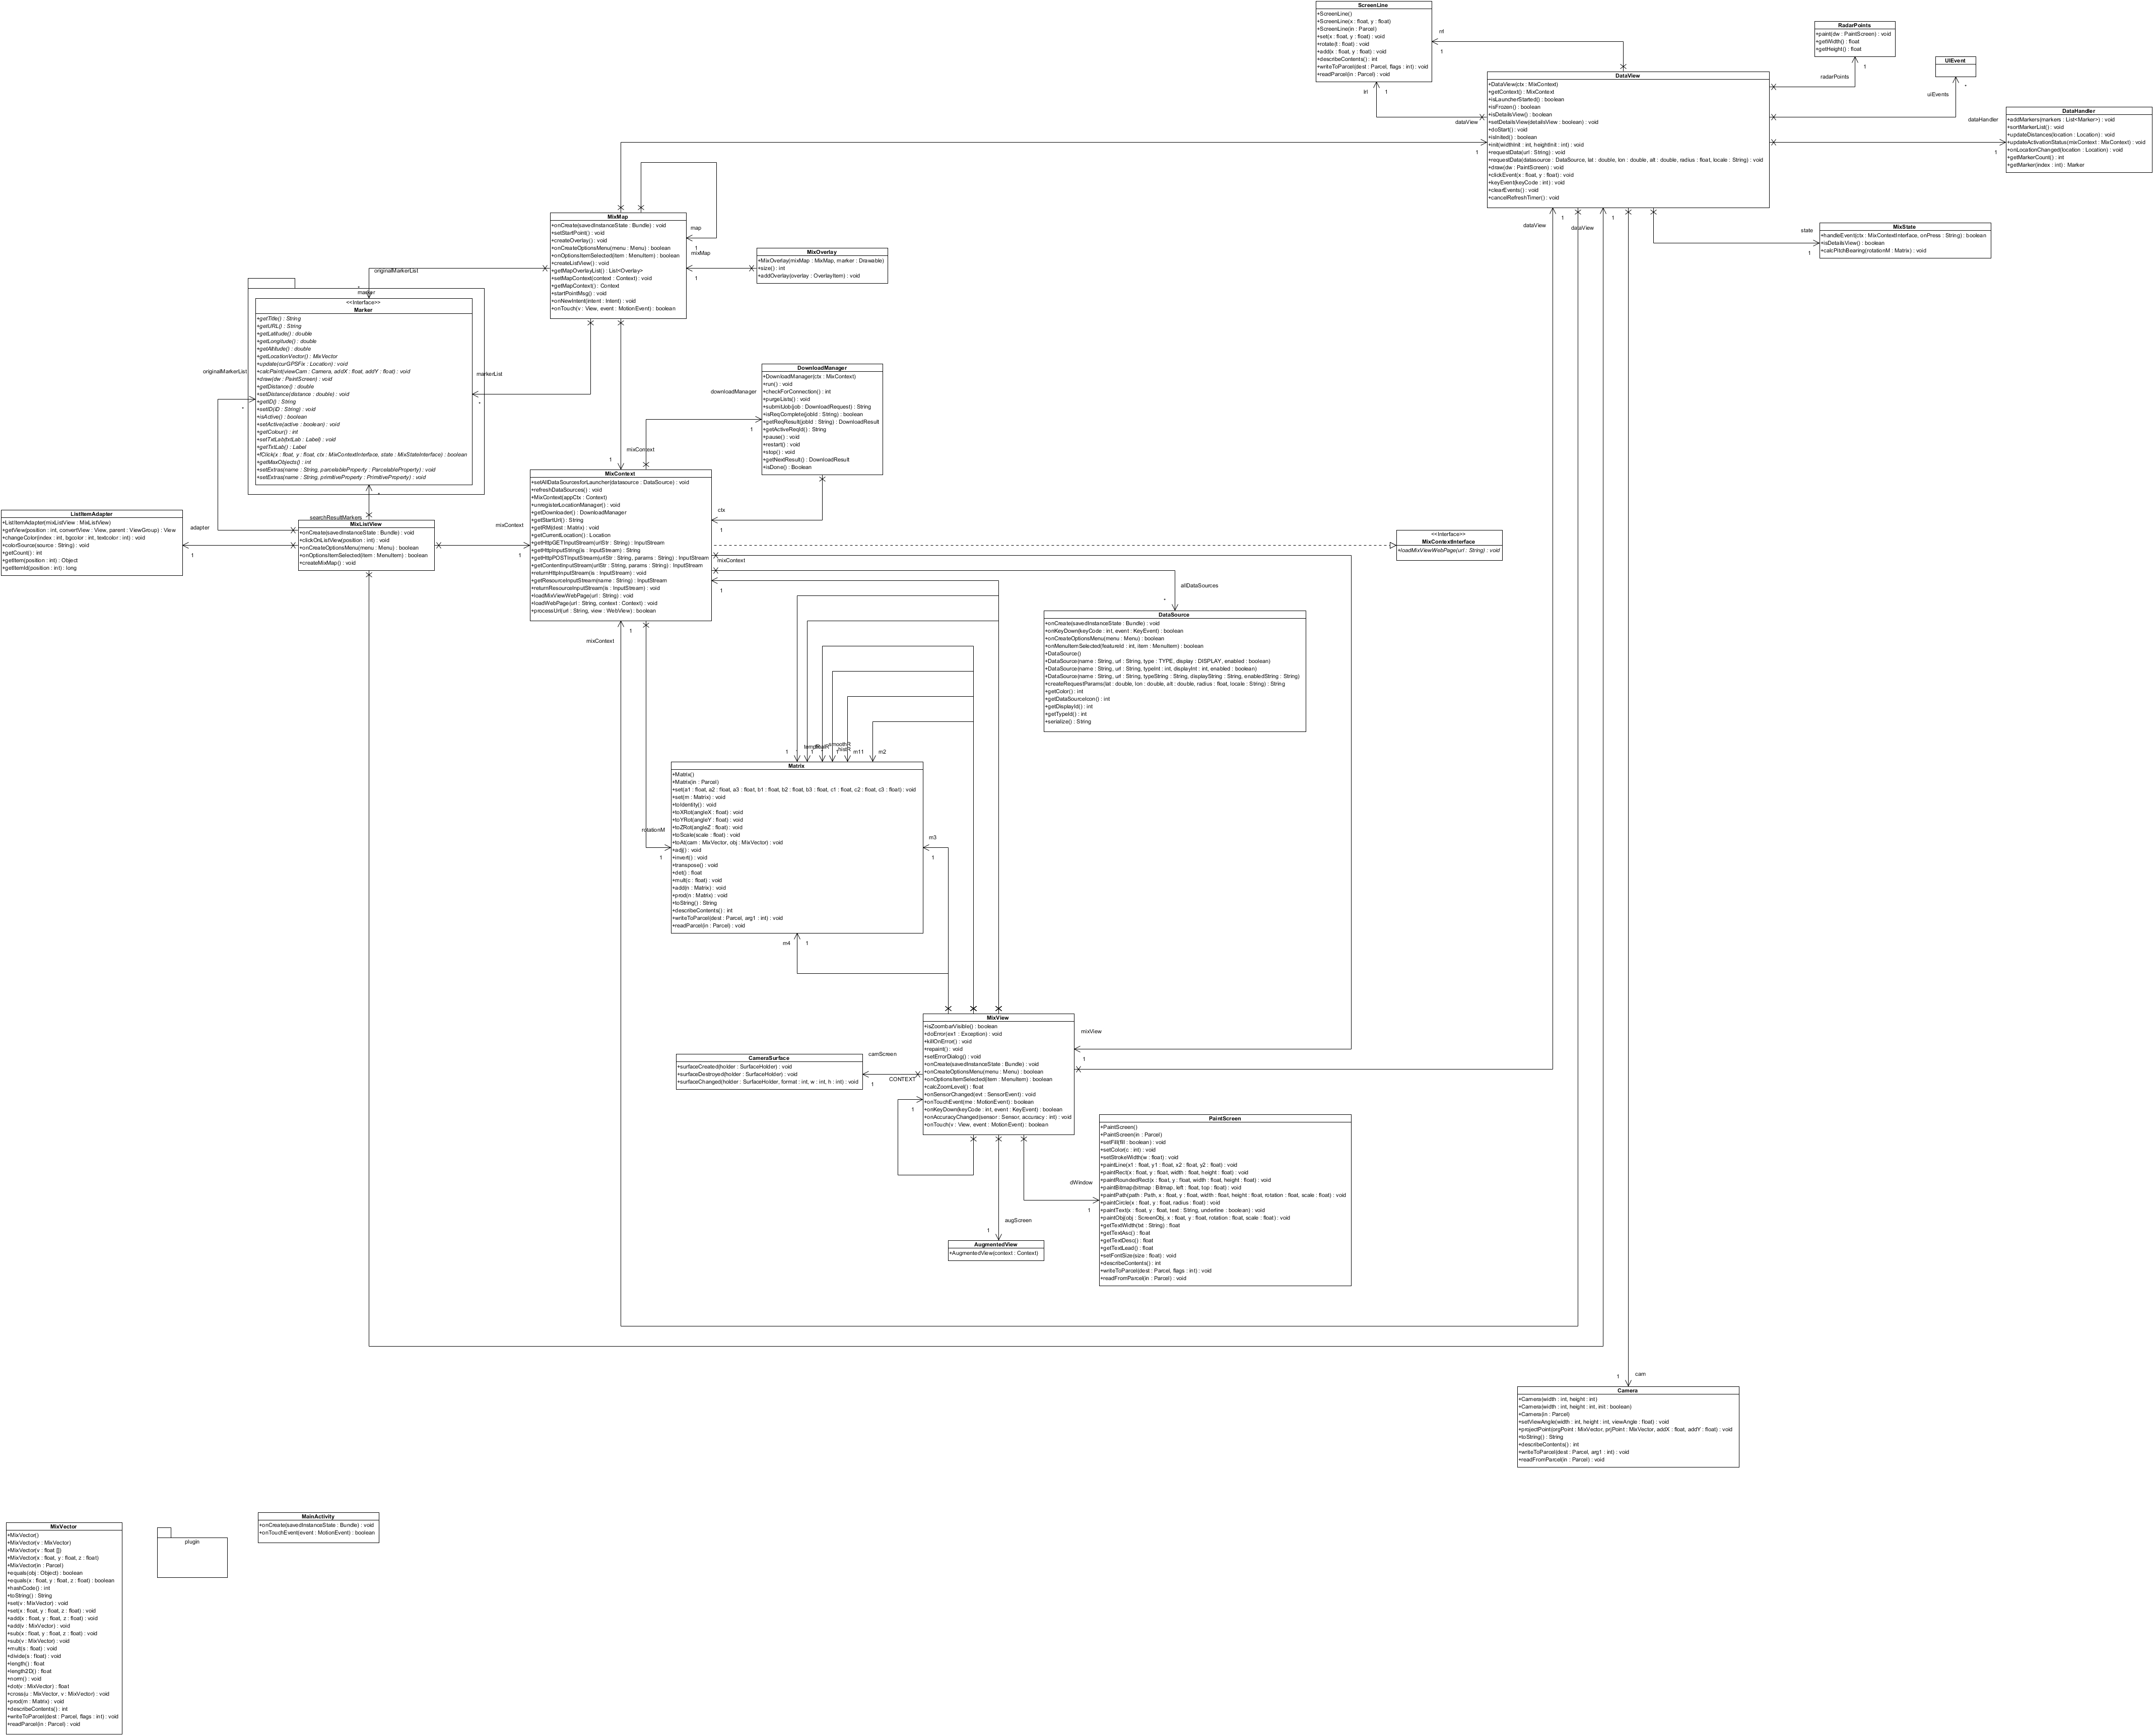 ScreenLine
+ScreenLine()
+ScreenLine(x : float, y : float)
+ScreenLine(in : Parcel)
+set(x : float, y : float) : void
+rotate(t : float) : void
+add(x : float, y : float) : void
+describeContents() : int
+writeToParcel(dest : Parcel, flags : int) : void
+readParcel(in : Parcel) : void
nt
1
irl
1
RadarPoints
+paint(dw : PaintScreen) : void
+getWidth() : float
+getHeight() : float
radarPoints
1
UIEvent
uiEvents
*
DataView
+DataView(ctx : MixContext)
+getContext() : MixContext
+isLauncherStarted() : boolean
+isFrozen() : boolean
+isDetailsView() : boolean
+setDetailsView(detailsView : boolean) : void
+doStart() : void
+isInited() : boolean
+init(widthInit : int, heightInit : int) : void
+requestData(url : String) : void
+requestData(datasource : DataSource, lat : double, lon : double, alt : double, radius : float, locale : String) : void
+draw(dw : PaintScreen) : void
+clickEvent(x : float, y : float) : void
+keyEvent(keyCode : int) : void
+clearEvents() : void
+cancelRefreshTimer() : void
dataView
1
dataHandler
1
DataHandler
+addMarkers(markers : List<Marker>) : void
+sortMarkerList() : void
+updateDistances(location : Location) : void
+updateActivationStatus(mixContext : MixContext) : void
+onLocationChanged(location : Location) : void
+getMarkerCount() : int
+getMarker(index : int) : Marker
dataView
1
dataView
1
state
1
MixState
+handleEvent(ctx : MixContextInterface, onPress : String) : boolean
+isDetailsView() : boolean
+calcPitchBearing(rotationM : Matrix) : void
MixMap
+onCreate(savedInstanceState : Bundle) : void
+setStartPoint() : void
+createOverlay() : void
+onCreateOptionsMenu(menu : Menu) : boolean
+onOptionsItemSelected(item : MenuItem) : boolean
+createListView() : void
+getMapOverlayList() : List<Overlay>
+setMapContext(context : Context) : void
+getMapContext() : Context
+startPointMsg() : void
+onNewIntent(intent : Intent) : void
+onTouch(v : View, event : MotionEvent) : boolean
map
1
mixMap
1
MixOverlay
+MixOverlay(mixMap : MixMap, marker : Drawable)
+size() : int
+addOverlay(overlay : OverlayItem) : void
originalMarkerList
*
marker
<<Interface>>
Marker
+getTitle() : String
+getURL() : String
+getLatitude() : double
+getLongitude() : double
+getAltitude() : double
+getLocationVector() : MixVector
+update(curGPSFix : Location) : void
+calcPaint(viewCam : Camera, addX : float, addY : float) : void
+draw(dw : PaintScreen) : void
+getDistance() : double
+setDistance(distance : double) : void
+getID() : String
+setID(ID : String) : void
+isActive() : boolean
+setActive(active : boolean) : void
+getColour() : int
+setTxtLab(txtLab : Label) : void
+getTxtLab() : Label
+fClick(x : float, y : float, ctx : MixContextInterface, state : MixStateInterface) : boolean
+getMaxObjects() : int
+setExtras(name : String, parcelableProperty : ParcelableProperty) : void
+setExtras(name : String, primitiveProperty : PrimitiveProperty) : void
originalMarkerList
*
markerList
*
searchResultMarkers
*
DownloadManager
+DownloadManager(ctx : MixContext)
+run() : void
+checkForConnection() : int
+purgeLists() : void
+submitJob(job : DownloadRequest) : String
+isReqComplete(jobId : String) : boolean
+getReqResult(jobId : String) : DownloadResult
+getActiveReqId() : String
+pause() : void
+restart() : void
+stop() : void
+getNextResult() : DownloadResult
+isDone() : Boolean
downloadManager
1
mixContext
1
ctx
1
MixContext
+setAllDataSourcesforLauncher(datasource : DataSource) : void
+refreshDataSources() : void
+MixContext(appCtx : Context)
+unregisterLocationManager() : void
+getDownloader() : DownloadManager
+getStartUrl() : String
+getRM(dest : Matrix) : void
+getCurrentLocation() : Location
+getHttpGETInputStream(urlStr : String) : InputStream
+getHttpInputString(is : InputStream) : String
+getHttpPOSTInputStream(urlStr : String, params : String) : InputStream
+getContentInputStream(urlStr : String, params : String) : InputStream
+returnHttpInputStream(is : InputStream) : void
+getResourceInputStream(name : String) : InputStream
+returnResourceInputStream(is : InputStream) : void
+loadMixViewWebPage(url : String) : void
+loadWebPage(url : String, context : Context) : void
+processUrl(url : String, view : WebView) : boolean
mixContext
1
mixContext
1
mixContext
1
ListItemAdapter
+ListItemAdapter(mixListView : MixListView)
+getView(position : int, convertView : View, parent : ViewGroup) : View
+changeColor(index : int, bgcolor : int, textcolor : int) : void
+colorSource(source : String) : void
+getCount() : int
+getItem(position : int) : Object
+getItemId(position : int) : long
adapter
1
MixListView
+onCreate(savedInstanceState : Bundle) : void
+clickOnListView(position : int) : void
+onCreateOptionsMenu(menu : Menu) : boolean
+onOptionsItemSelected(item : MenuItem) : boolean
+createMixMap() : void
<<Interface>>
MixContextInterface
+loadMixViewWebPage(url : String) : void
allDataSources
*
DataSource
+onCreate(savedInstanceState : Bundle) : void
+onKeyDown(keyCode : int, event : KeyEvent) : boolean
+onCreateOptionsMenu(menu : Menu) : boolean
+onMenuItemSelected(featureId : int, item : MenuItem) : boolean
+DataSource()
+DataSource(name : String, url : String, type : TYPE, display : DISPLAY, enabled : boolean)
+DataSource(name : String, url : String, typeInt : int, displayInt : int, enabled : boolean)
+DataSource(name : String, url : String, typeString : String, displayString : String, enabledString : String)
+createRequestParams(lat : double, lon : double, alt : double, radius : float, locale : String) : String
+getColor() : int
+getDataSourceIcon() : int
+getDisplayId() : int
+getTypeId() : int
+serialize() : String
smoothR
histR
m11
m2
1
Matrix
+Matrix()
+Matrix(in : Parcel)
+set(a1 : float, a2 : float, a3 : float, b1 : float, b2 : float, b3 : float, c1 : float, c2 : float, c3 : float) : void
+set(m : Matrix) : void
+toIdentity() : void
+toXRot(angleX : float) : void
+toYRot(angleY : float) : void
+toZRot(angleZ : float) : void
+toScale(scale : float) : void
+toAt(cam : MixVector, obj : MixVector) : void
+adj() : void
+invert() : void
+transpose() : void
+det() : float
+mult(c : float) : void
+add(n : Matrix) : void
+prod(n : Matrix) : void
+toString() : String
+describeContents() : int
+writeToParcel(dest : Parcel, arg1 : int) : void
+readParcel(in : Parcel) : void
rotationM
1
m3
1
m4
1
MixView
+isZoombarVisible() : boolean
+doError(ex1 : Exception) : void
+killOnError() : void
+repaint() : void
+setErrorDialog() : void
+onCreate(savedInstanceState : Bundle) : void
+onCreateOptionsMenu(menu : Menu) : boolean
+onOptionsItemSelected(item : MenuItem) : boolean
+calcZoomLevel() : float
+onSensorChanged(evt : SensorEvent) : void
+onTouchEvent(me : MotionEvent) : boolean
+onKeyDown(keyCode : int, event : KeyEvent) : boolean
+onAccuracyChanged(sensor : Sensor, accuracy : int) : void
+onTouch(v : View, event : MotionEvent) : boolean
mixView
1
CameraSurface
+surfaceCreated(holder : SurfaceHolder) : void
+surfaceDestroyed(holder : SurfaceHolder) : void
+surfaceChanged(holder : SurfaceHolder, format : int, w : int, h : int) : void
camScreen
1
CONTEXT
1
PaintScreen
+PaintScreen()
+PaintScreen(in : Parcel)
+setFill(fill : boolean) : void
+setColor(c : int) : void
+setStrokeWidth(w : float) : void
+paintLine(x1 : float, y1 : float, x2 : float, y2 : float) : void
+paintRect(x : float, y : float, width : float, height : float) : void
+paintRoundedRect(x : float, y : float, width : float, height : float) : void
+paintBitmap(bitmap : Bitmap, left : float, top : float) : void
+paintPath(path : Path, x : float, y : float, width : float, height : float, rotation : float, scale : float) : void
+paintCircle(x : float, y : float, radius : float) : void
+paintText(x : float, y : float, text : String, underline : boolean) : void
+paintObj(obj : ScreenObj, x : float, y : float, rotation : float, scale : float) : void
+getTextWidth(txt : String) : float
+getTextAsc() : float
+getTextDesc() : float
+getTextLead() : float
+setFontSize(size : float) : void
+describeContents() : int
+writeToParcel(dest : Parcel, flags : int) : void
+readFromParcel(in : Parcel) : void
dWindow
1
augScreen
1
AugmentedView
+AugmentedView(context : Context)
cam
1
Camera
+Camera(width : int, height : int)
+Camera(width : int, height : int, init : boolean)
+Camera(in : Parcel)
+setViewAngle(width : int, height : int, viewAngle : float) : void
+projectPoint(orgPoint : MixVector, prjPoint : MixVector, addX : float, addY : float) : void
+toString() : String
+describeContents() : int
+writeToParcel(dest : Parcel, arg1 : int) : void
+readFromParcel(in : Parcel) : void
MainActivity
+onCreate(savedInstanceState : Bundle) : void
+onTouchEvent(event : MotionEvent) : boolean
plugin
MixVector
+MixVector()
+MixVector(v : MixVector)
+MixVector(v : float [])
+MixVector(x : float, y : float, z : float)
+MixVector(in : Parcel)
+equals(obj : Object) : boolean
+equals(x : float, y : float, z : float) : boolean
+hashCode() : int
+toString() : String
+set(v : MixVector) : void
+set(x : float, y : float, z : float) : void
+add(x : float, y : float, z : float) : void
+add(v : MixVector) : void
+sub(x : float, y : float, z : float) : void
+sub(v : MixVector) : void
+mult(s : float) : void
+divide(s : float) : void
+length() : float
+length2D() : float
+norm() : void
+dot(v : MixVector) : float
+cross(u : MixVector, v : MixVector) : void
+prod(m : Matrix) : void
+describeContents() : int
+writeToParcel(dest : Parcel, flags : int) : void
+readParcel(in : Parcel) : void